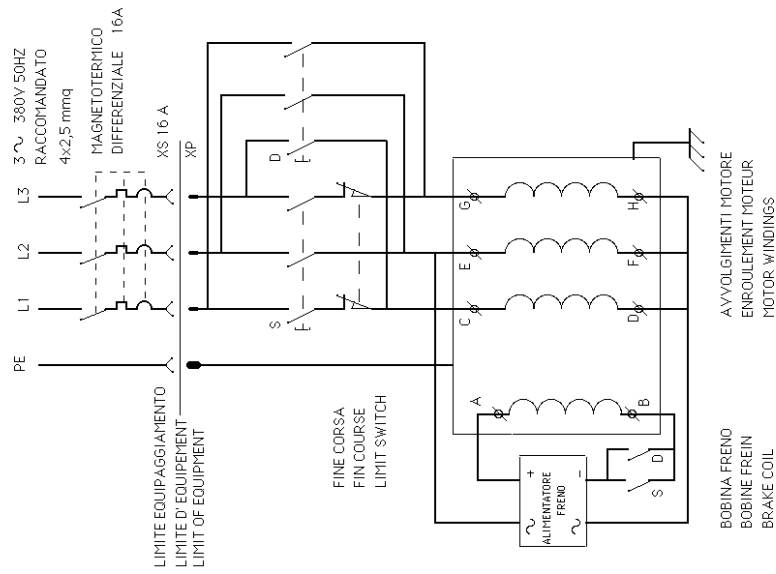 3 ~ 380V 50HZ
RACCOMANDATO
4x2,5 mmq
MAGNETOTERMICO
DIFFERENZIALE 16A
L3
L2
L1
PE
XS 16 A
XP
LIMITE EQUIPAGGIAMENTO
LIMITE D' EQUIPEMENT
LIMIT OF EQUIPMENT
D
S
FINE CORSA
FIN COURSE
LIMIT SWITCH
G
E
C
A
H
F
D
B
ALIMENTATORE
FRENO
~ +
~ -
S
D
AVVOLGIMENTI MOTORE
ENROULEMENT MOTEUR
MOTOR WINDINGS
BOBINA FRENO
BOBINE FREIN
BRAKE COIL